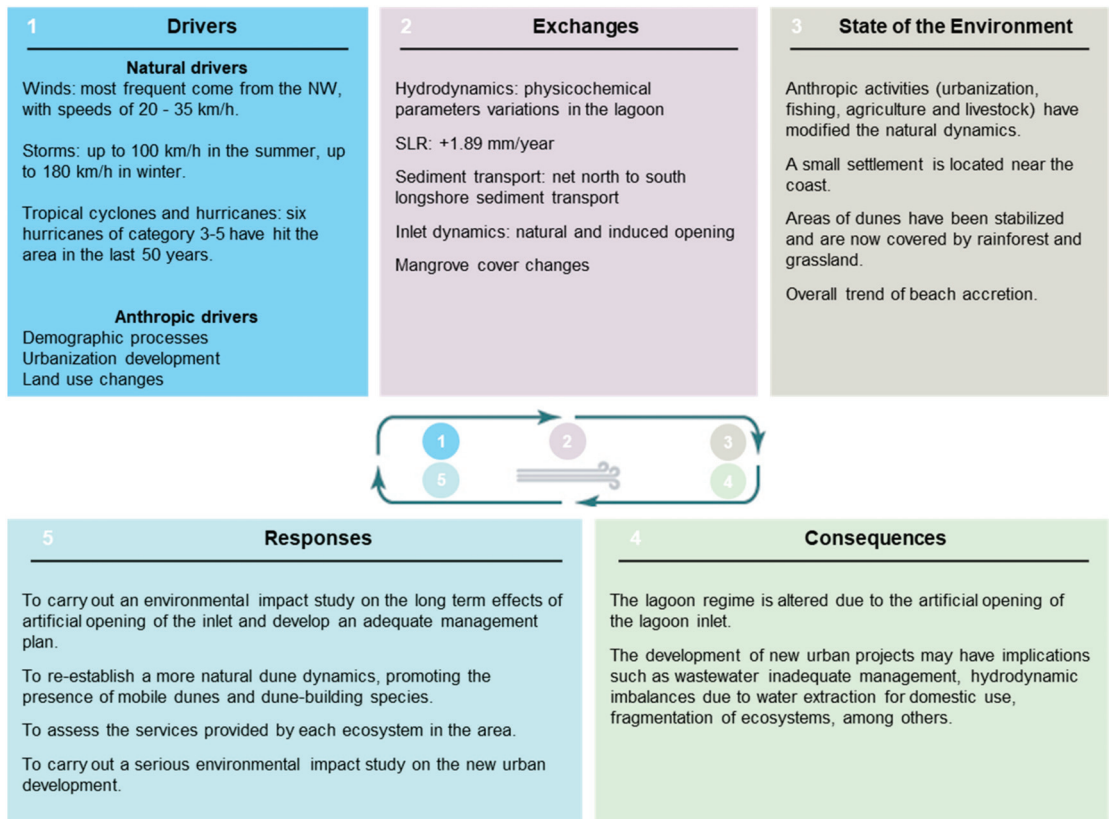 1 Drivers
Natural drivers
Winds: most frequent come from the NW,
with speeds of 20 - 35 km/h.
Storms: up to 100 km/h in the summer, up
to 180 km/h in winter.
Tropical cyclones and hurricanes: six
hurricanes of category 3-5 have hit the
area in the last 50 years.
Anthropic drivers
Demographic processes
Urbanization development
Land use changes
2 Exchanges
Hydrodynamics: physicochemical
parameters variations in the lagoon
SLR: +1.89 mm/year
Sediment transport: net north to south
longshore sediment transport
Inlet dynamics: natural and induced opening
Mangrove cover changes
3 State of the Environment
Anthropic activities (urbanization,
fishing, agriculture and livestock) have
modified the natural dynamics.
A small settlement is located near the
coast.
Areas of dunes have been stabilized
and are now covered by rainforest and
grassland.
Overall trend of beach accretion.
1 2 3
5 4
5 Responses
To carry out an environmental impact study on the long term effects of
artificial opening of the inlet and develop an adequate management
plan.
To re-establish a more natural dune dynamics, promoting the
presence of mobile dunes and dune-building species.
To assess the services provided by each ecosystem in the area.
To carry out a serious environmental impact study on the new urban
development.
4 Consequences
The lagoon regime is altered due to the artificial opening of
the lagoon inlet.
The development of new urban projects may have implications
such as wastewater inadequate management, hydrodynamic
imbalances due to water extraction for domestic use,
fragmentation of ecosystems, among others.